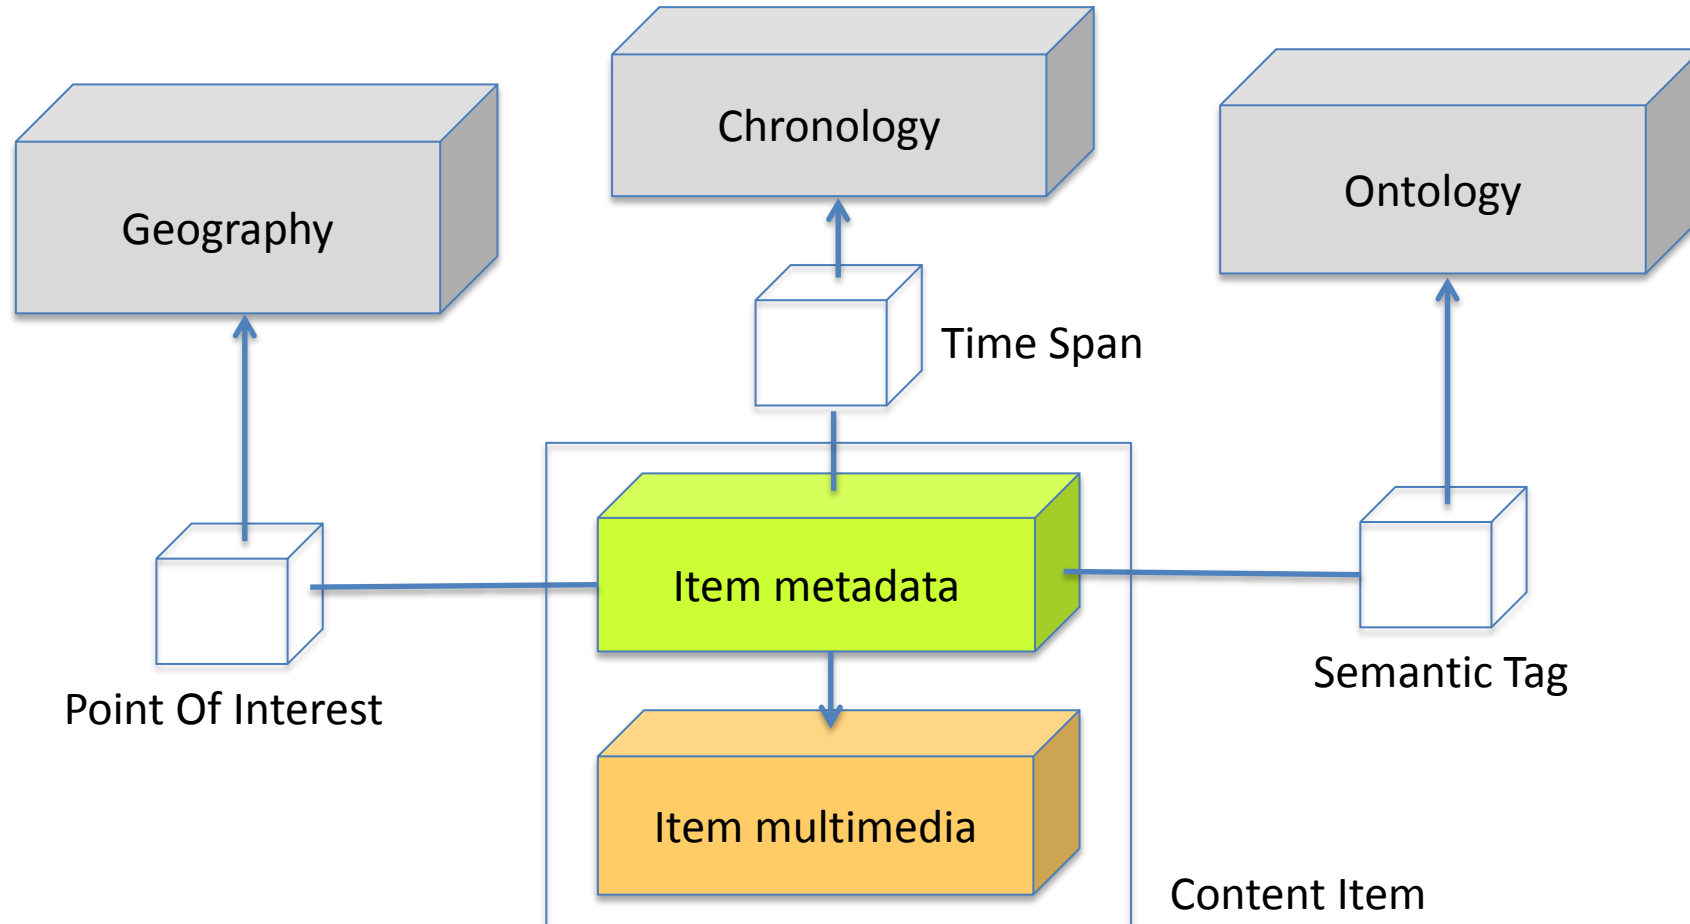 Chronology
Ontology
Geography
Time Span
Item metadata
Semantic Tag
Point Of Interest
Item multimedia
Content Item